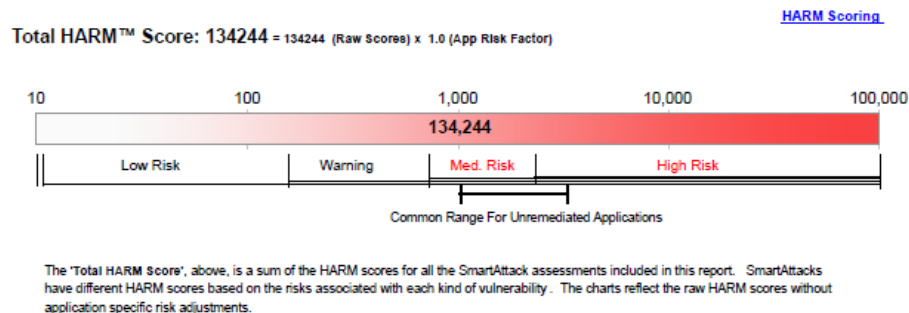 HARM Scoring
Total HARM™ Score: 134244 = 134244 (Raw Scores) x 1.0 (App Risk Factor)
10 100 1,000 10,000 100,000
134,244
Low Risk Warning Med. Risk High Risk
Common Range For Unremediated Applications
The 'Total HARM Score', above, is a sum of the HARM scores for all the SmartAttack assessments included in this report. SmartAttacks
have different HARM scores based on the risks associated with each kind of vulnerability. The charts reflect the raw HARM scores without
application specific risk adjustments.